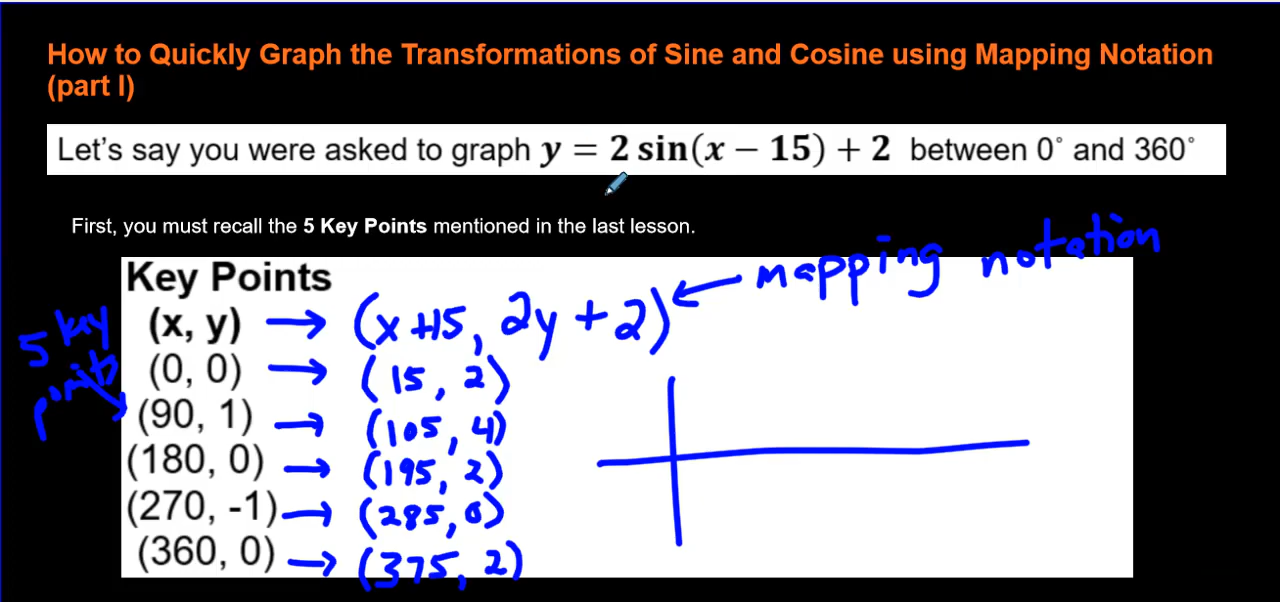 How to Quickly Graph the Transformations of Sine and Cosine using Mapping Notation
(part I)
Let's say you were asked to graph y = 2 sin(x − 15) + 2 between 0° and 360°
First, you must recall the 5 Key Points mentioned in the last lesson.
mapping notation
Key Points
5 key points
(x, y) → (x+15, 2y+2) ←
(0, 0) → (15, 2)
(90, 1) → (105, 4)
(180, 0) → (195, 2)
(270, -1) → (285, 0)
(360, 0) → (375, 2)